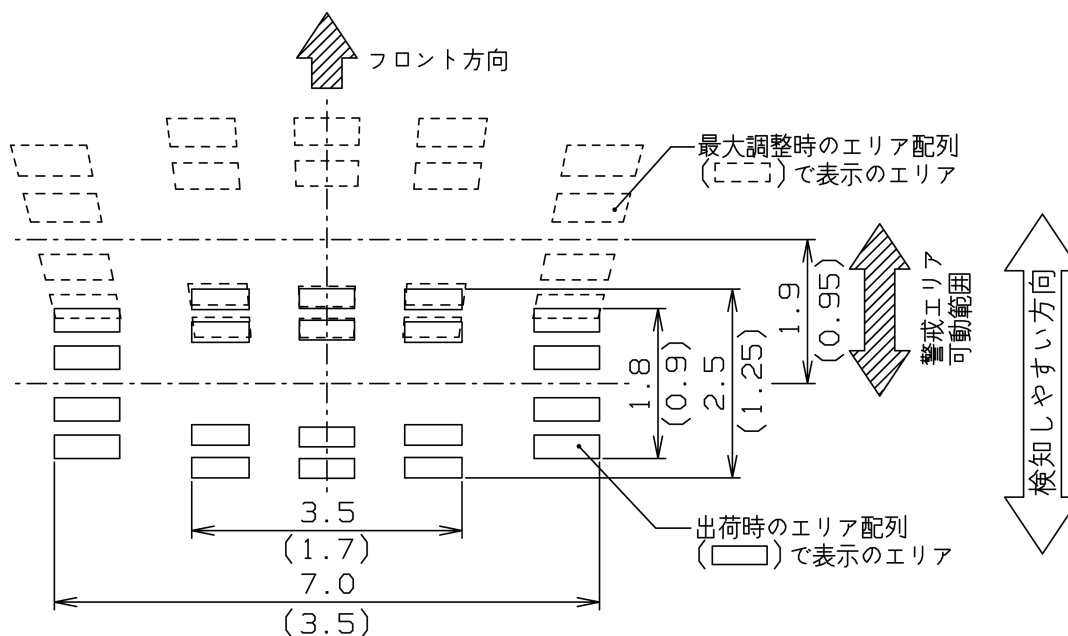 フロント方向
最大調整時のエリア配列
( )で表示のエリア
1.9
(0.95)
警戒エリア
可動範囲
検知しやすい方向
1.8
(0.9)
2.5
(1.25)
3.5
(1.7)
出荷時のエリア配列
( )で表示のエリア
7.0
(3.5)